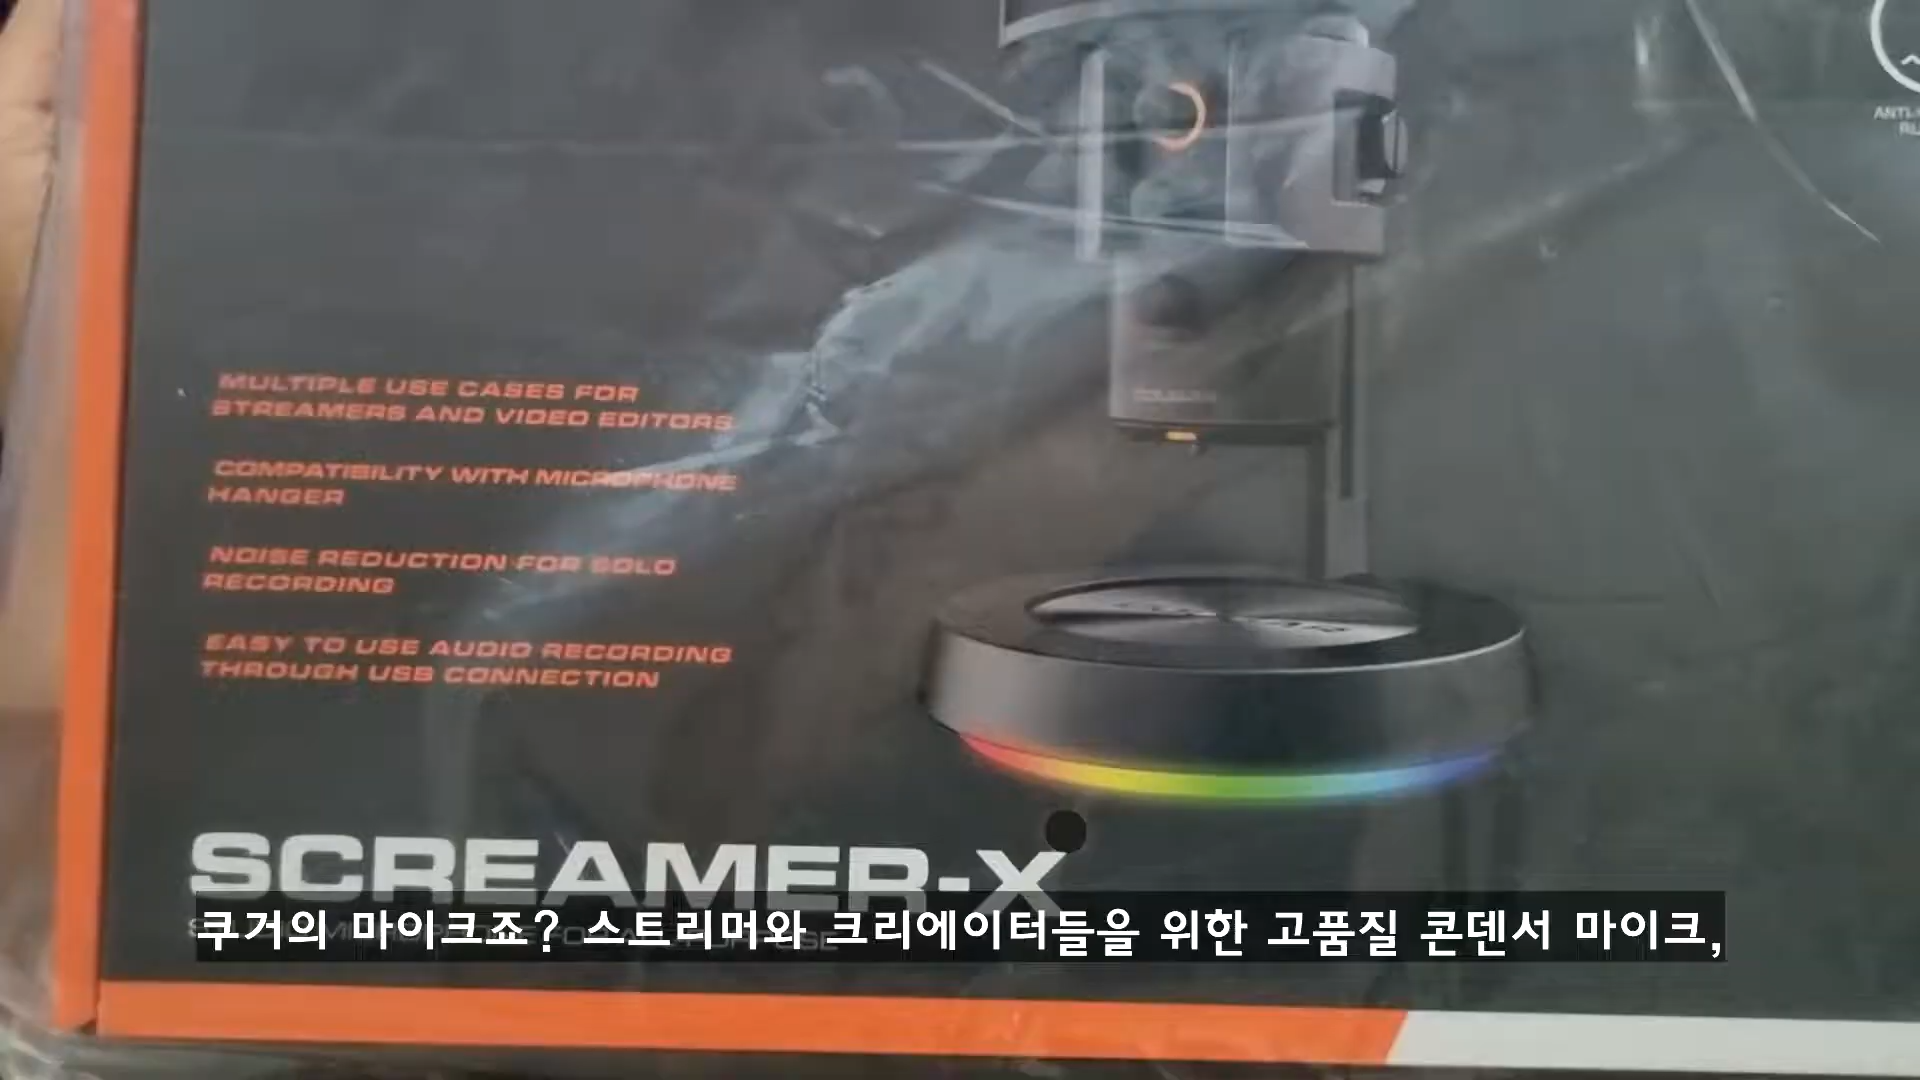 ANTI-
MULTIPLE USE CASES FOR
STREAMERS AND VIDEO EDITORS
COMPATIBILITY WITH MICROPHONE
HANGER
NOISE REDUCTION FOR SOLO
RECORDING
EASY TO USE AUDIO RECORDING
THROUGH USB CONNECTION
SCREAMER-X
쿠거의 마이크죠? 스트리머와 크리에이터들을 위한 고품질 콘덴서 마이크,